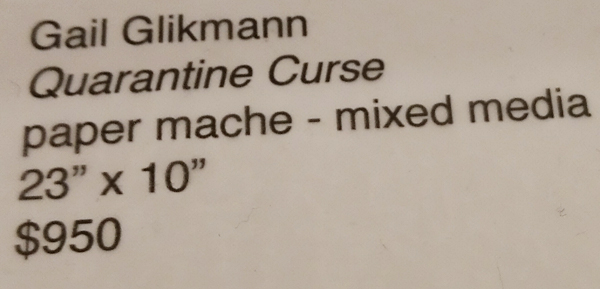 Gail Glikmann
Quarantine Curse
paper mache - mixed media
23” x 10”
$950